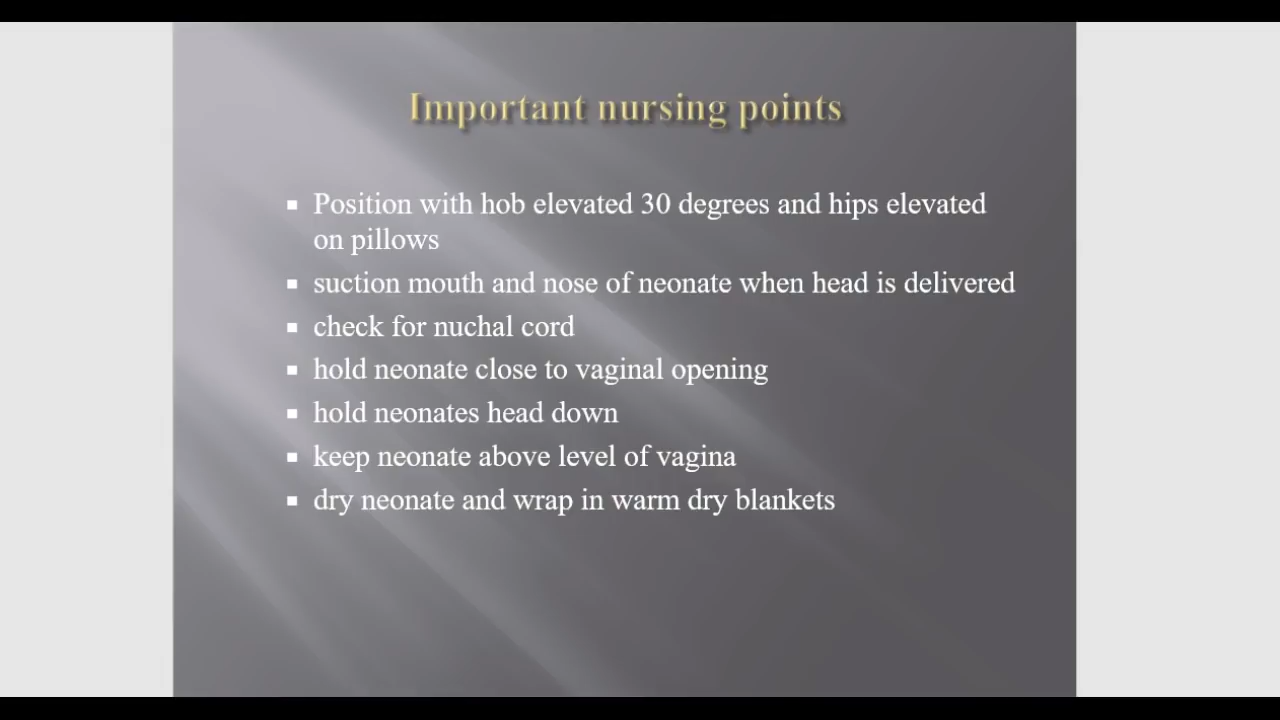 Important nursing points
Position with hob elevated 30 degrees and hips elevated
on pillows
suction mouth and nose of neonate when head is delivered
check for nuchal cord
hold neonate close to vaginal opening
hold neonates head down
keep neonate above level of vagina
dry neonate and wrap in warm dry blankets